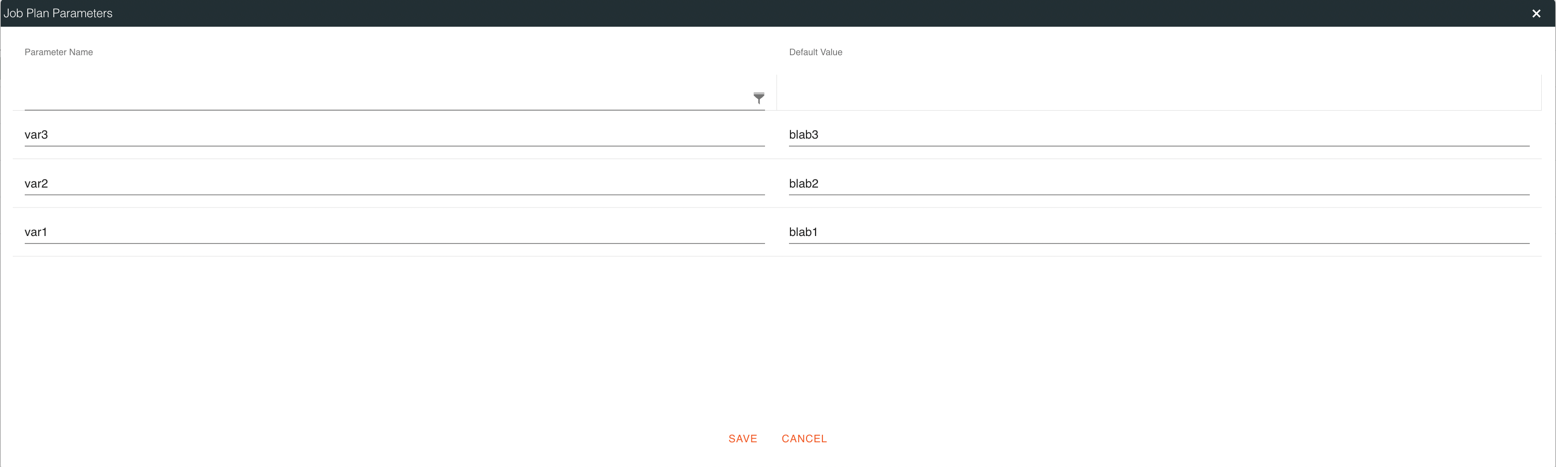 Job Plan Parameters
Parameter Name Default Value
var3 blab3
var2 blab2
var1 blab1
SAVE CANCEL